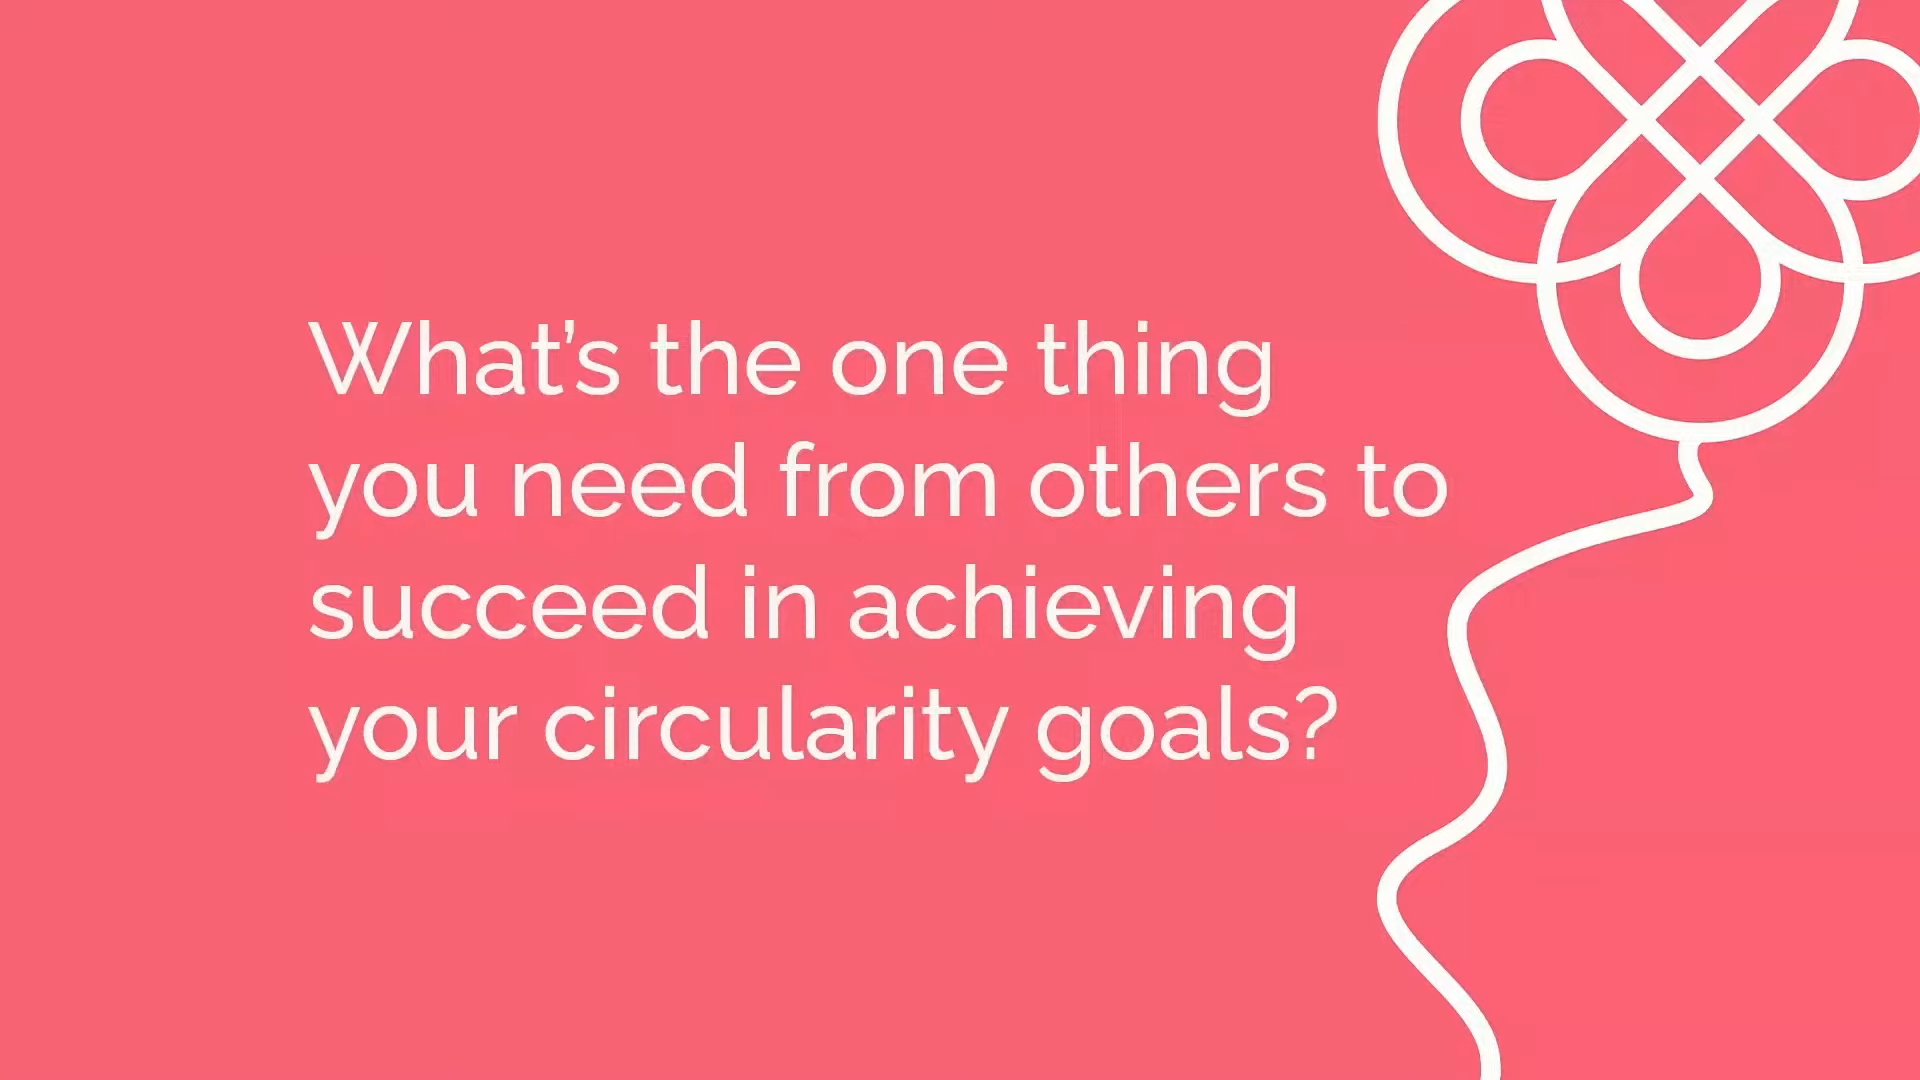 What’s the one thing
you need from others to
succeed in achieving
your circularity goals?